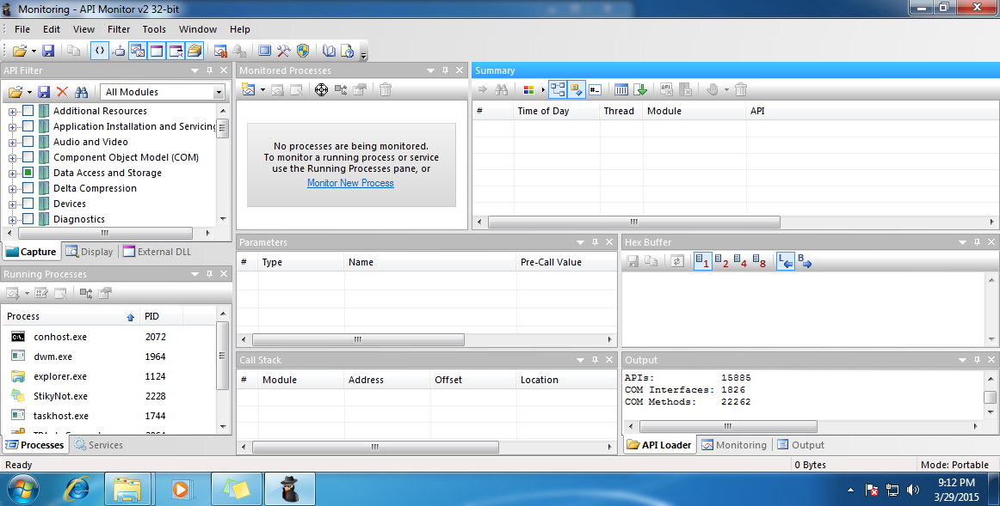 Monitoring - API Monitor v2 32-bit
File Edit View Filter Tools Window Help
API Filter
All Modules
Additional Resources
Application Installation and Servicing
Audio and Video
Component Object Model (COM)
Data Access and Storage
Delta Compression
Devices
Diagnostics
Capture Display External DLL
Monitored Processes
No processes are being monitored.
To monitor a running process or service
use the Running Processes pane, or
Monitor New Process
Summary
# Time of Day Thread Module API
Running Processes
Process PID
conhost.exe 2072
dwm.exe 1964
explorer.exe 1124
StikyNot.exe 2228
taskhost.exe 1744
Processes Services
Parameters
# Type Name Pre-Call Value
Hex Buffer
1 2 4 8 L B
Call Stack
# Module Address Offset Location
Output
APIs: 15885
COM Interfaces: 1826
COM Methods: 22262
API Loader Monitoring Output
Ready 0 Bytes Mode: Portable
9:12 PM
3/29/2015